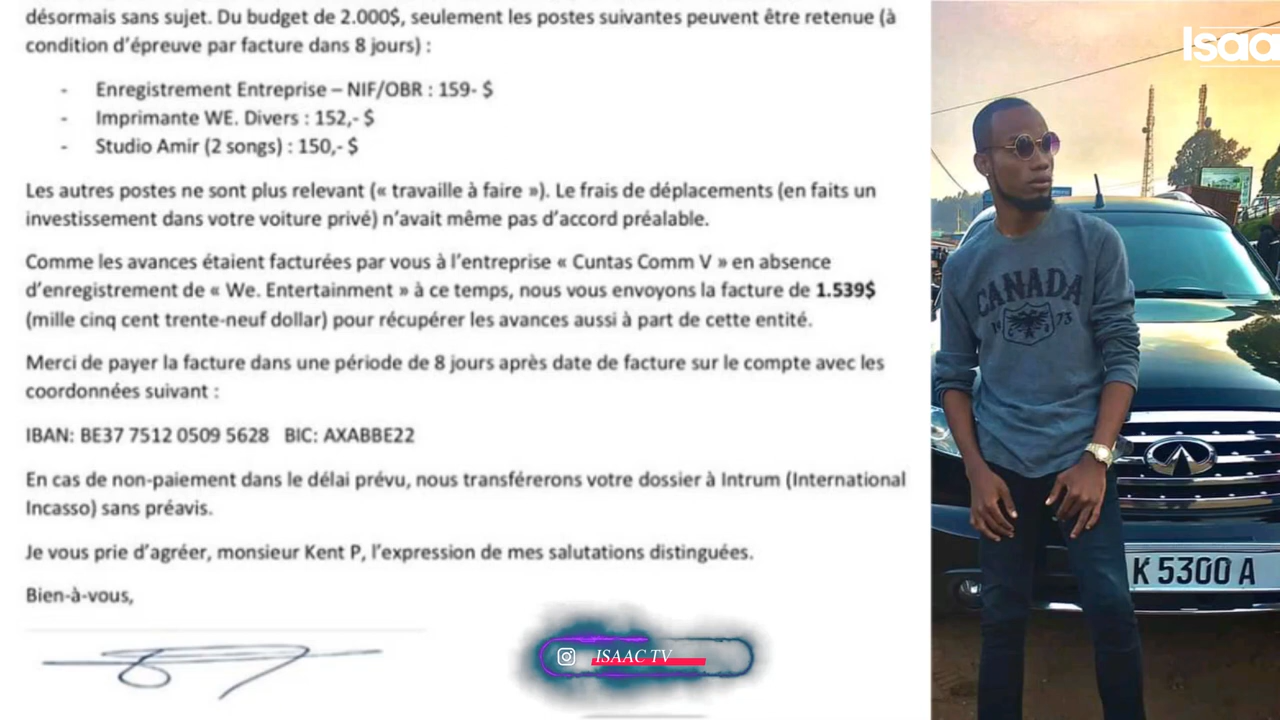 désormais sans sujet. Du budget de 2.000$, seulement les postes suivantes peuvent être retenue (à
condition d'épreuve par facture dans 8 jours) :
- Enregistrement Entreprise – NIF/OBR : 159- $
- Imprimante WE. Divers : 152,- $
- Studio Amir (2 songs) : 150,- $
Les autres postes ne sont plus relevant (« travaille à faire »). Le frais de déplacements (en faits un
investissement dans votre voiture privé) n'avait même pas d'accord préalable.
Comme les avances étaient facturées par vous à l'entreprise « Cuntas Comm V » en absence
d'enregistrement de « We. Entertainment » à ce temps, nous vous envoyons la facture de 1.539$
(mille cinq cent trente-neuf dollar) pour récupérer les avances aussi à part de cette entité.
Merci de payer la facture dans une période de 8 jours après date de facture sur le compte avec les
coordonnées suivant :
IBAN: BE37 7512 0509 5628 BIC: AXABBE22
En cas de non-paiement dans le délai prévu, nous transférerons votre dossier à Intrum (International
Incasso) sans préavis.
Je vous prie d'agréer, monsieur Kent P, l'expression de mes salutations distinguées.
Bien-à-vous,
ISAAC TV
Isaa
CANADA
19 73
K 5300 A